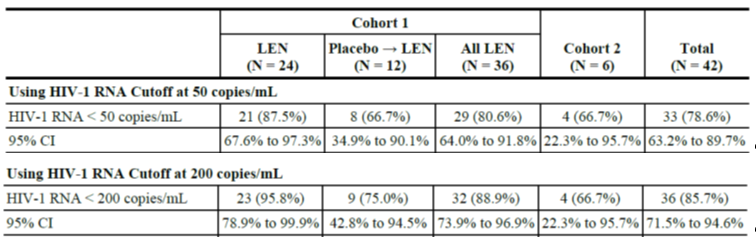 Cohort 1
LEN Placebo → LEN All LEN Cohort 2 Total
(N = 24) (N = 12) (N = 36) (N = 6) (N = 42)
Using HIV-1 RNA Cutoff at 50 copies/mL
HIV-1 RNA < 50 copies/mL 21 (87.5%) 8 (66.7%) 29 (80.6%) 4 (66.7%) 33 (78.6%)
95% CI 67.6% to 97.3% 34.9% to 90.1% 64.0% to 91.8% 22.3% to 95.7% 63.2% to 89.7%
Using HIV-1 RNA Cutoff at 200 copies/mL
HIV-1 RNA < 200 copies/mL 23 (95.8%) 9 (75.0%) 32 (88.9%) 4 (66.7%) 36 (85.7%)
95% CI 78.9% to 99.9% 42.8% to 94.5% 73.9% to 96.9% 22.3% to 95.7% 71.5% to 94.6%